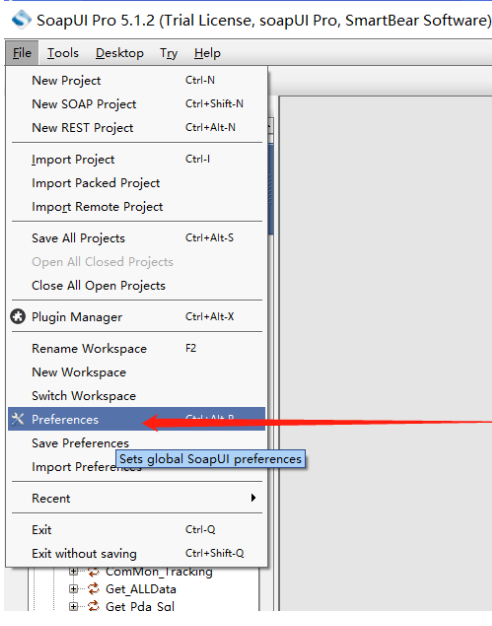 SoapUI Pro 5.1.2 (Trial License, soapUI Pro, SmartBear Software)
File Tools Desktop Try Help
New Project Ctrl-N
New SOAP Project Ctrl+Shift-N
New REST Project Ctrl+Alt-N
Import Project Ctrl-I
Import Packed Project
Import Remote Project
Save All Projects Ctrl+Alt-S
Open All Closed Projects
Close All Open Projects
Plugin Manager Ctrl+Alt-X
Rename Workspace F2
New Workspace
Switch Workspace
Preferences Ctrl+Alt-P
Save Preferences
Sets global SoapUI preferences
Import Preferences
Recent
Exit Ctrl-Q
Exit without saving Ctrl+Shift-Q
ComMon_Tracking
Get_ALLData
Get_Pda_Sql